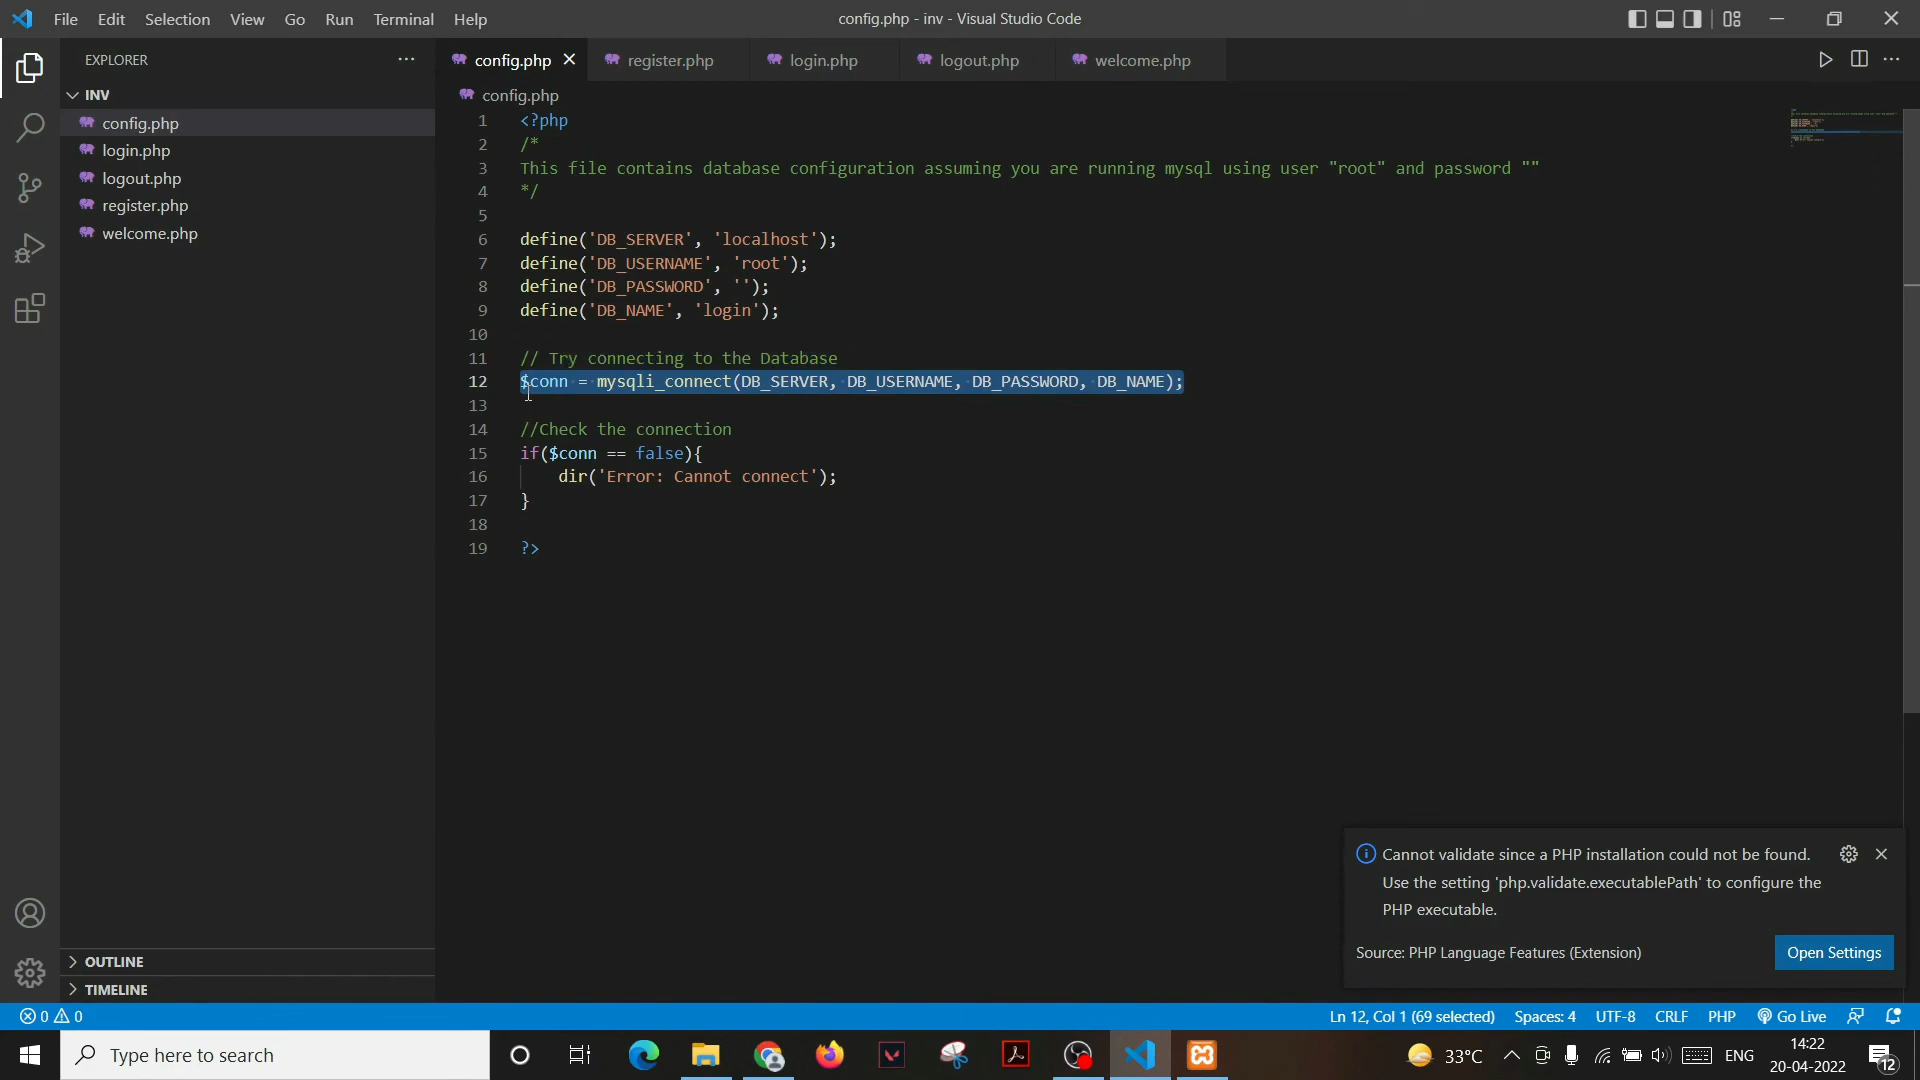 File Edit Selection View Go Run Terminal Help
config.php - inv - Visual Studio Code
EXPLORER
INV
config.php
login.php
logout.php
register.php
welcome.php
OUTLINE
TIMELINE
config.php register.php login.php logout.php welcome.php
config.php
1 <?php
2 /*
3 This file contains database configuration assuming you are running mysql using user "root" and password ""
4 */
5
6 define('DB_SERVER', 'localhost');
7 define('DB_USERNAME', 'root');
8 define('DB_PASSWORD', '');
9 define('DB_NAME', 'login');
10
11 // Try connecting to the Database
12 $conn = mysqli_connect(DB_SERVER, DB_USERNAME, DB_PASSWORD, DB_NAME);
13
14 //Check the connection
15 if($conn == false){
16     dir('Error: Cannot connect');
17 }
18
19 ?>
Cannot validate since a PHP installation could not be found.
Use the setting 'php.validate.executablePath' to configure the
PHP executable.
Source: PHP Language Features (Extension)
Open Settings
0 0
Ln 12, Col 1 (69 selected) Spaces: 4 UTF-8 CRLF PHP Go Live
Type here to search
33°C
ENG
14:22
20-04-2022
12